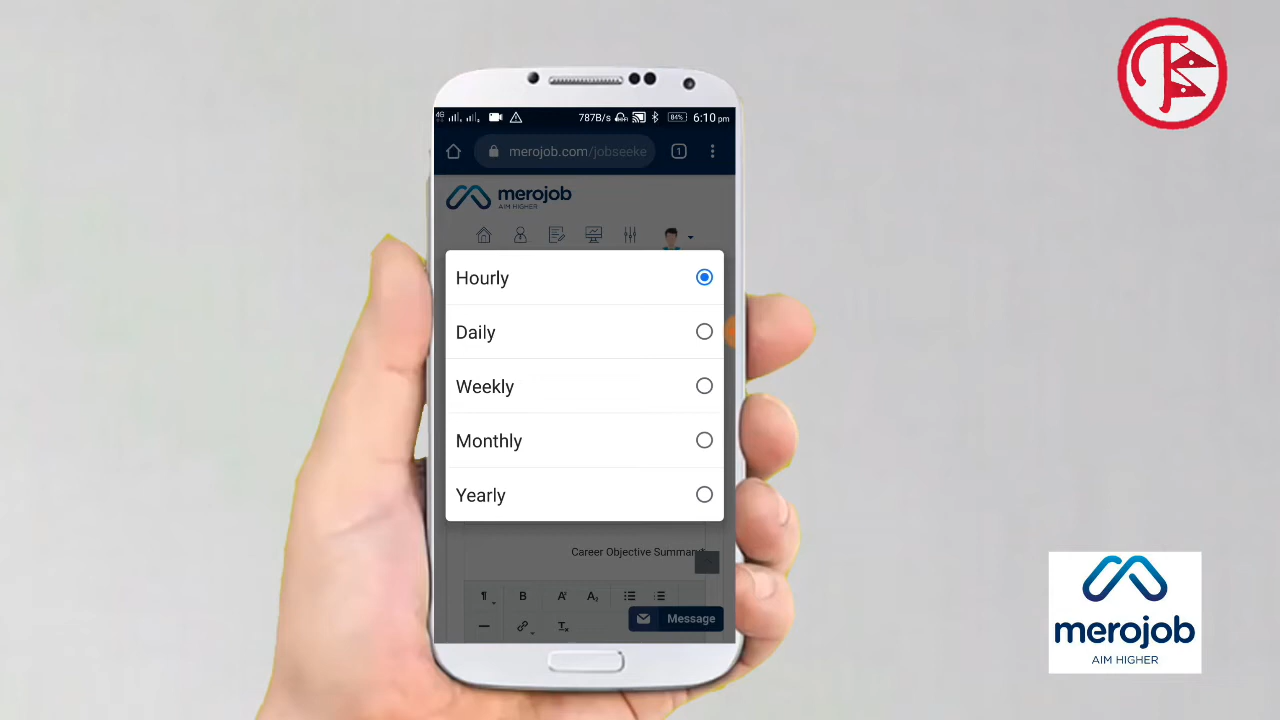 4G
787B/s
84%
6:10 pm
merojob.com/jobseeke
1
merojob
AIM HIGHER
Hourly
Daily
Weekly
Monthly
Yearly
Career Objective Summary*
Message
merojob
AIM HIGHER